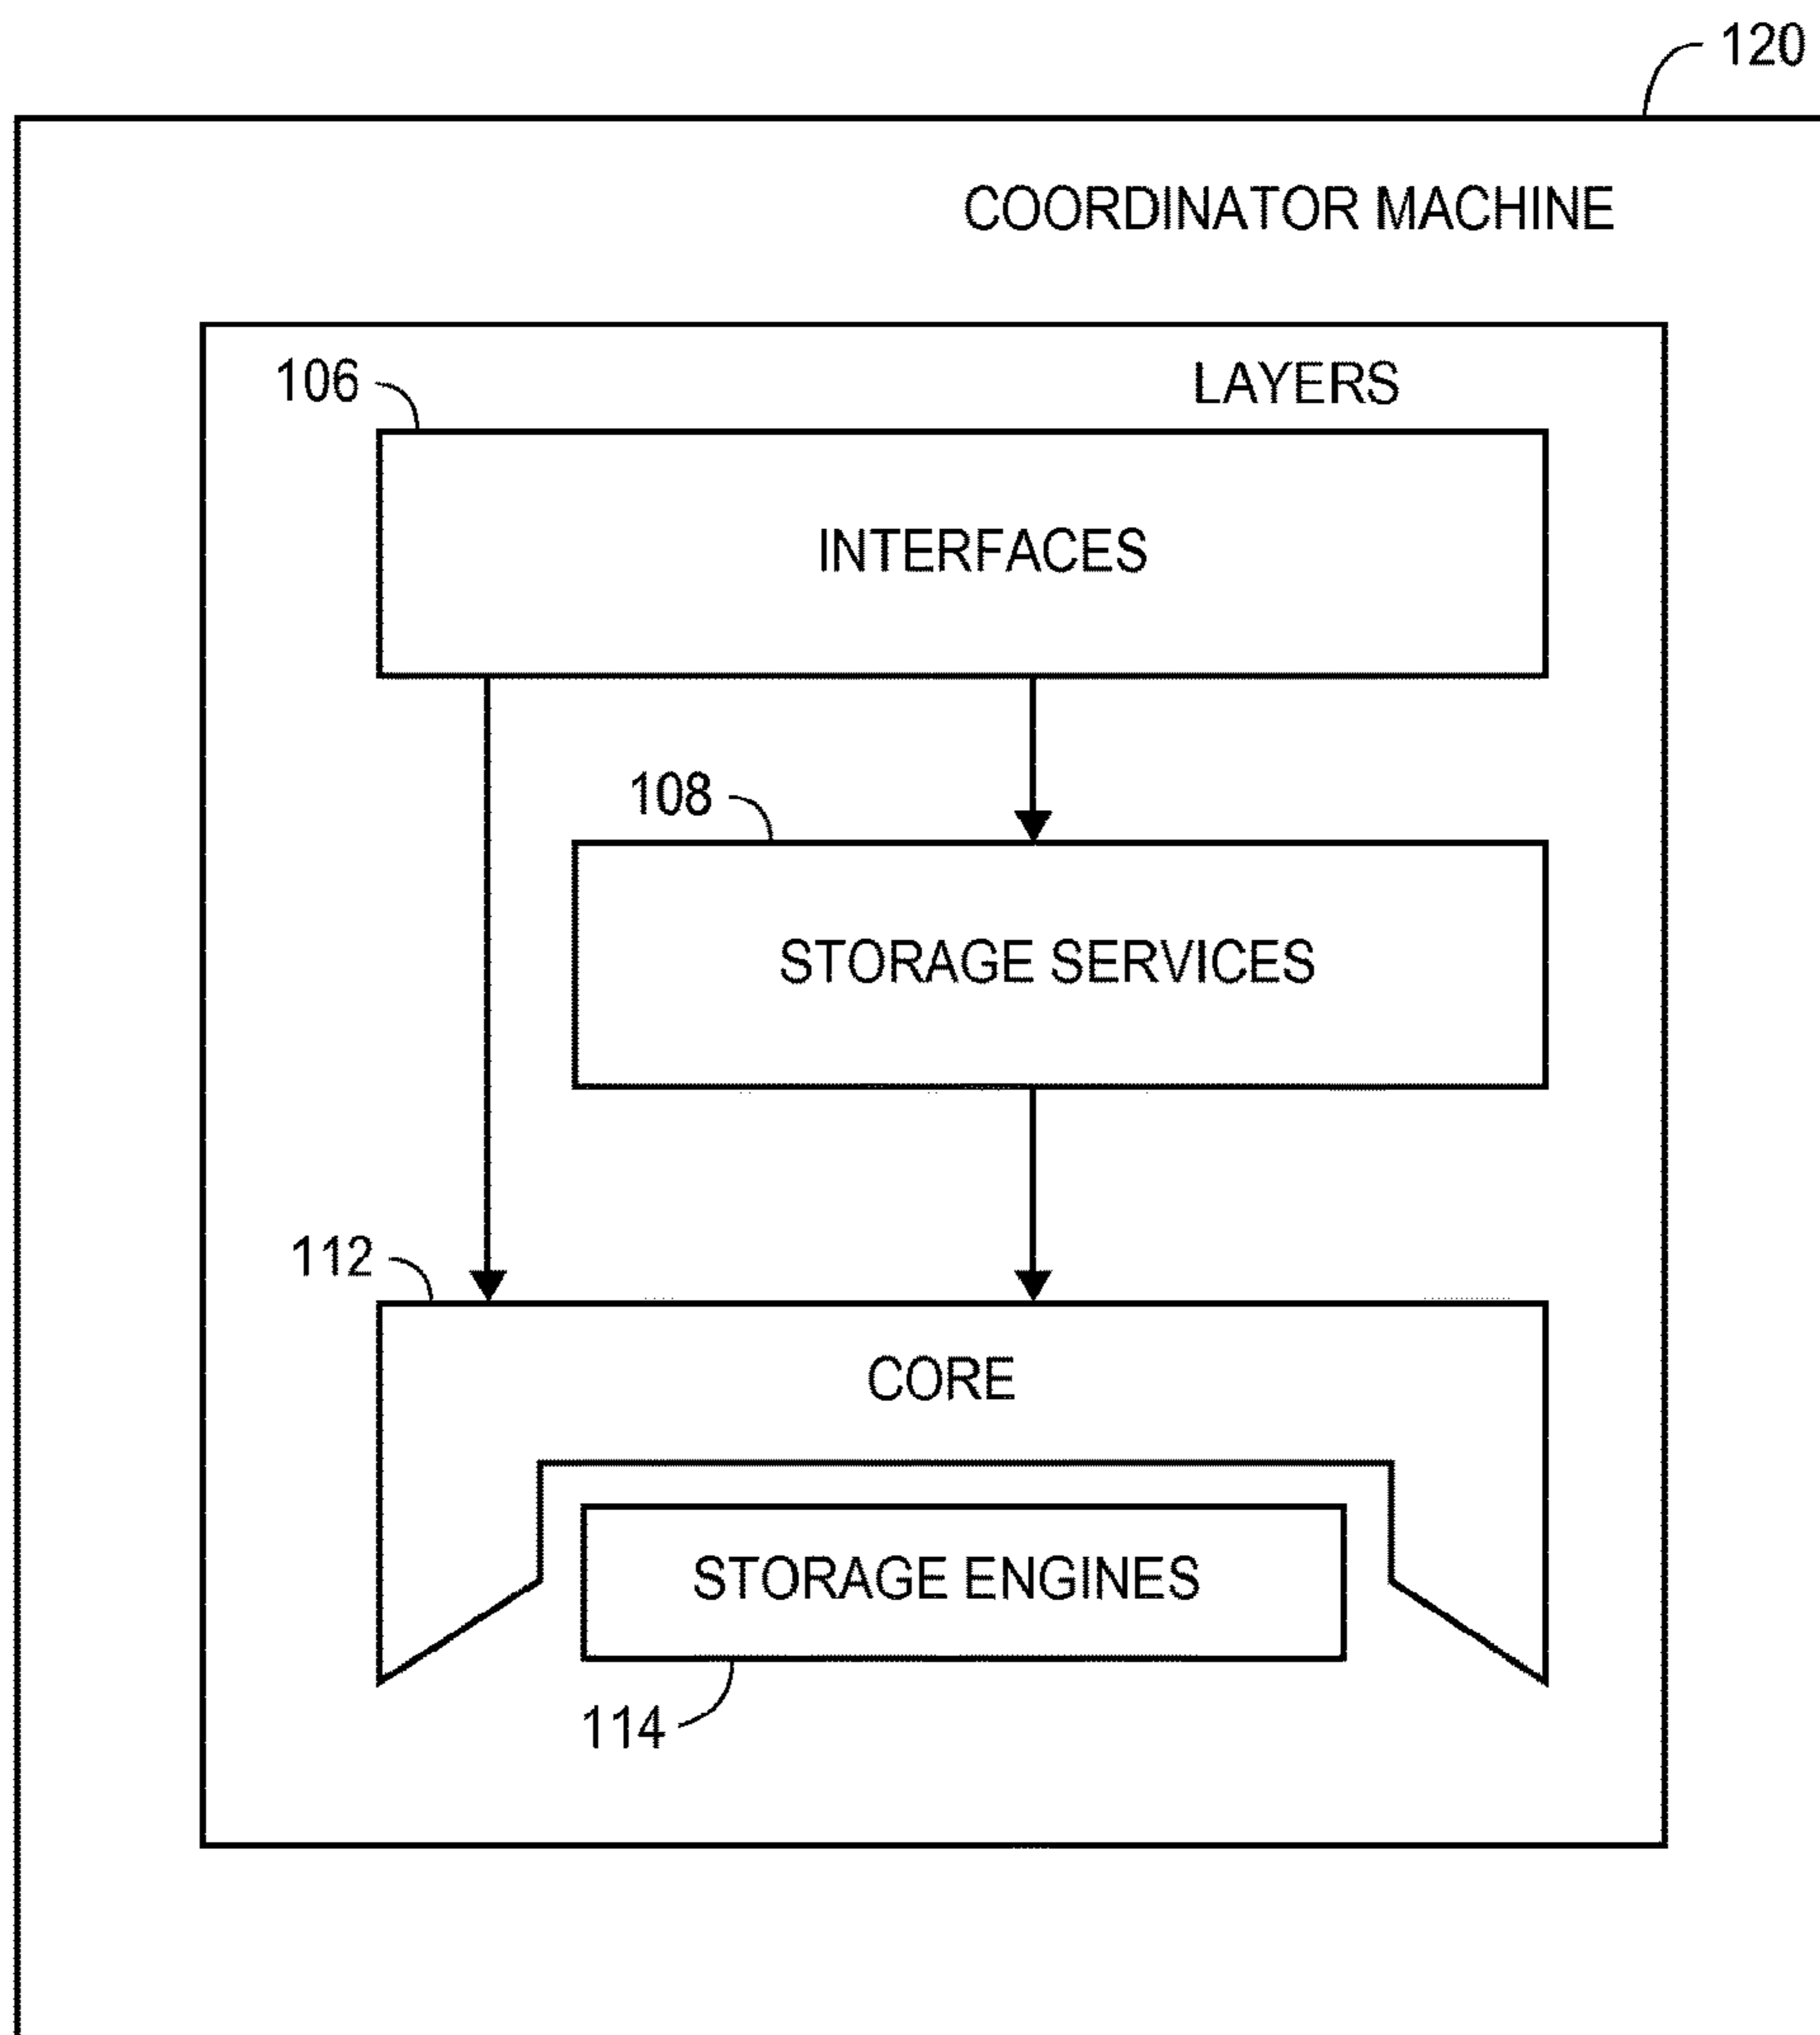 120
COORDINATOR MACHINE
LAYERS
106
INTERFACES
108
STORAGE SERVICES
112
CORE
STORAGE ENGINES
114